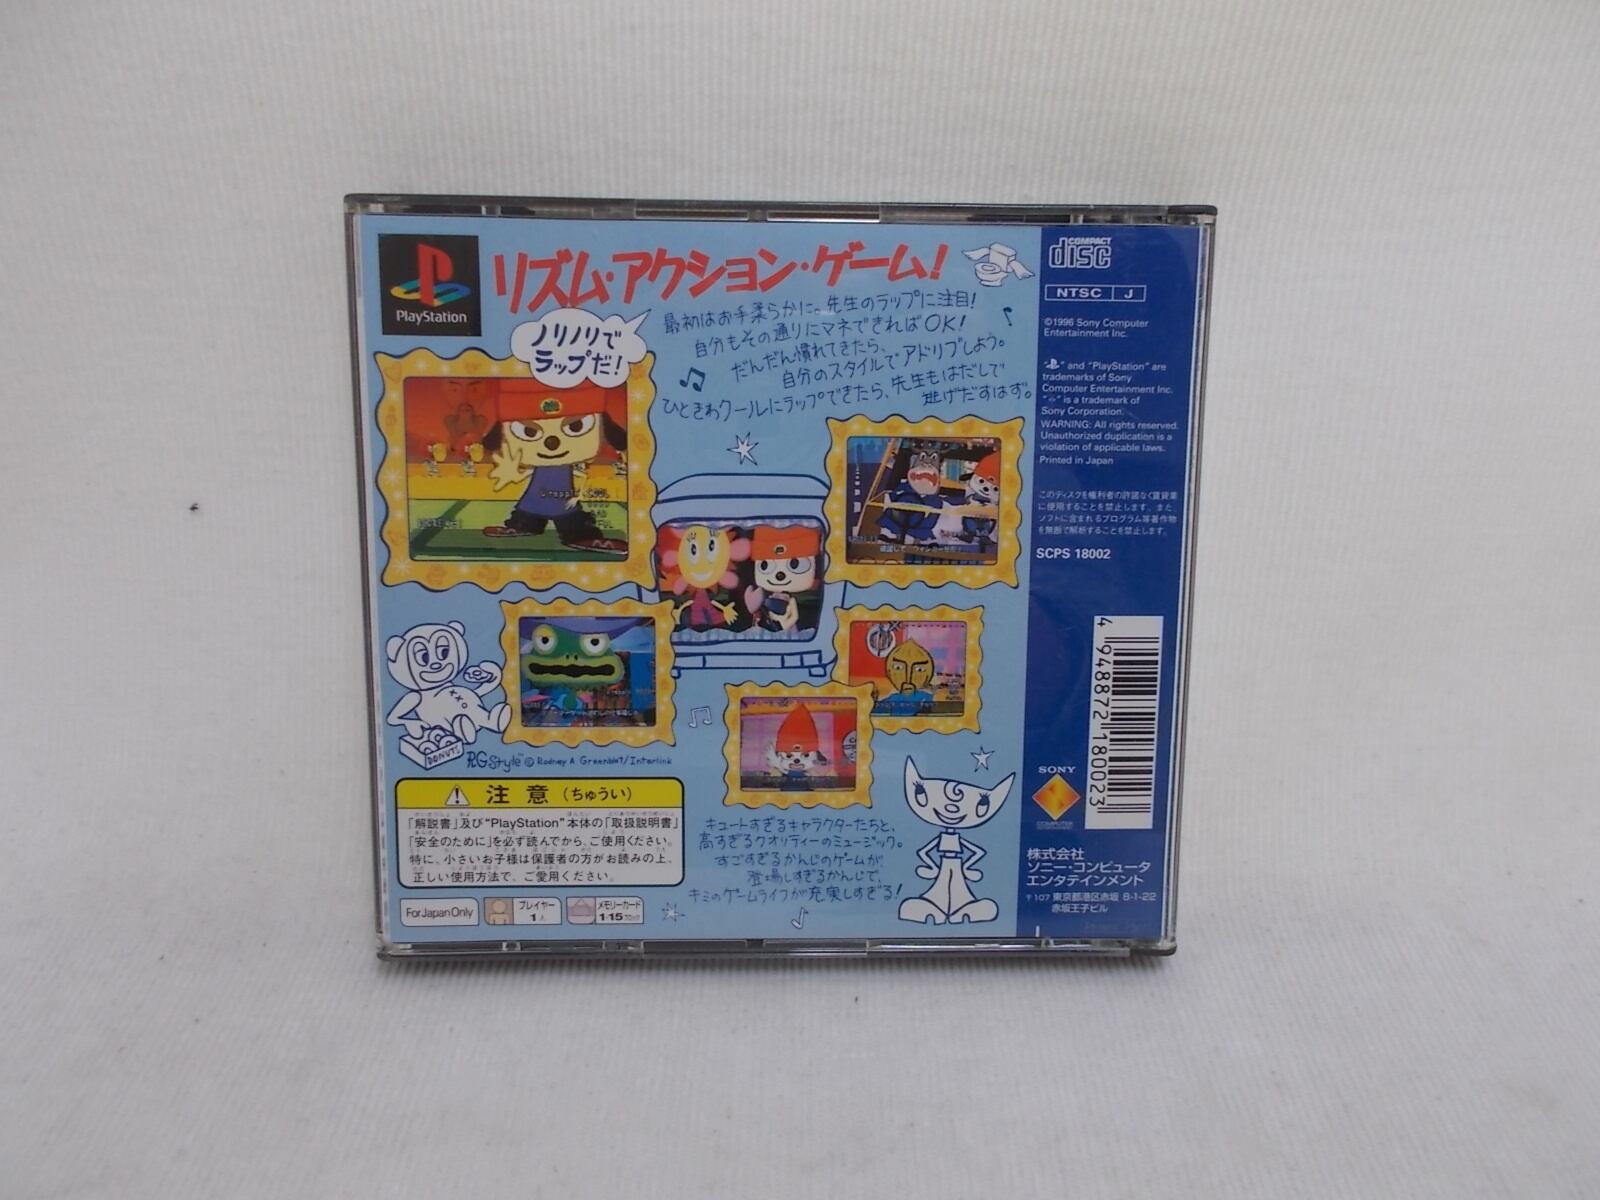 PlayStation
リズム・アクション・ゲーム!
ノリノリで
ラップだ!
最初はお手柔らかに。先生のラップに注目!
自分もその通りにマネできればOK!
だんだん慣れてきたら、
自分のスタイルでアドリブしよう。
ひときわクールにラップできたら、先生もはだしで
逃げだすはず。
COOL
DONUTS
RG Style © Rodney A. Greenblat/Interlink
注意(ちゅうい)
「解説書」及び"PlayStation"本体の「取扱説明書」
「安全のために」を必ず読んでから、ご使用ください。
特に、小さいお子様は保護者の方がお読みの上、
正しい使用方法で、ご愛用ください。
For Japan Only
プレイヤー
1人
メモリーカード
1-15ブロック
キュートすぎるキャラクターたちと、
高すぎるクオリティーのミュージック。
すごすぎるかんじのゲームが
登場しすぎるかんじで、
キミのゲームライフが充実しすぎる!
COMPACT
disc
NTSC J
©1996 Sony Computer
Entertainment Inc.
" " and "PlayStation" are
trademarks of Sony
Computer Entertainment Inc.
" " is a trademark of
Sony Corporation.
WARNING: All rights reserved.
Unauthorized duplication is a
violation of applicable laws.
Printed in Japan
このディスクを権利者の許諾なく賃貸業
に使用することを禁止します。また
ソフトに含まれるプログラム等著作物
を無断で解析することを禁止します。
SCPS 18002
4 948872 180023
SONY
COMPUTER
ENTERTAINMENT
株式会社
ソニー・コンピュータ
エンタテインメント
〒107 東京都港区赤坂 8-1-22
赤坂王子ビル